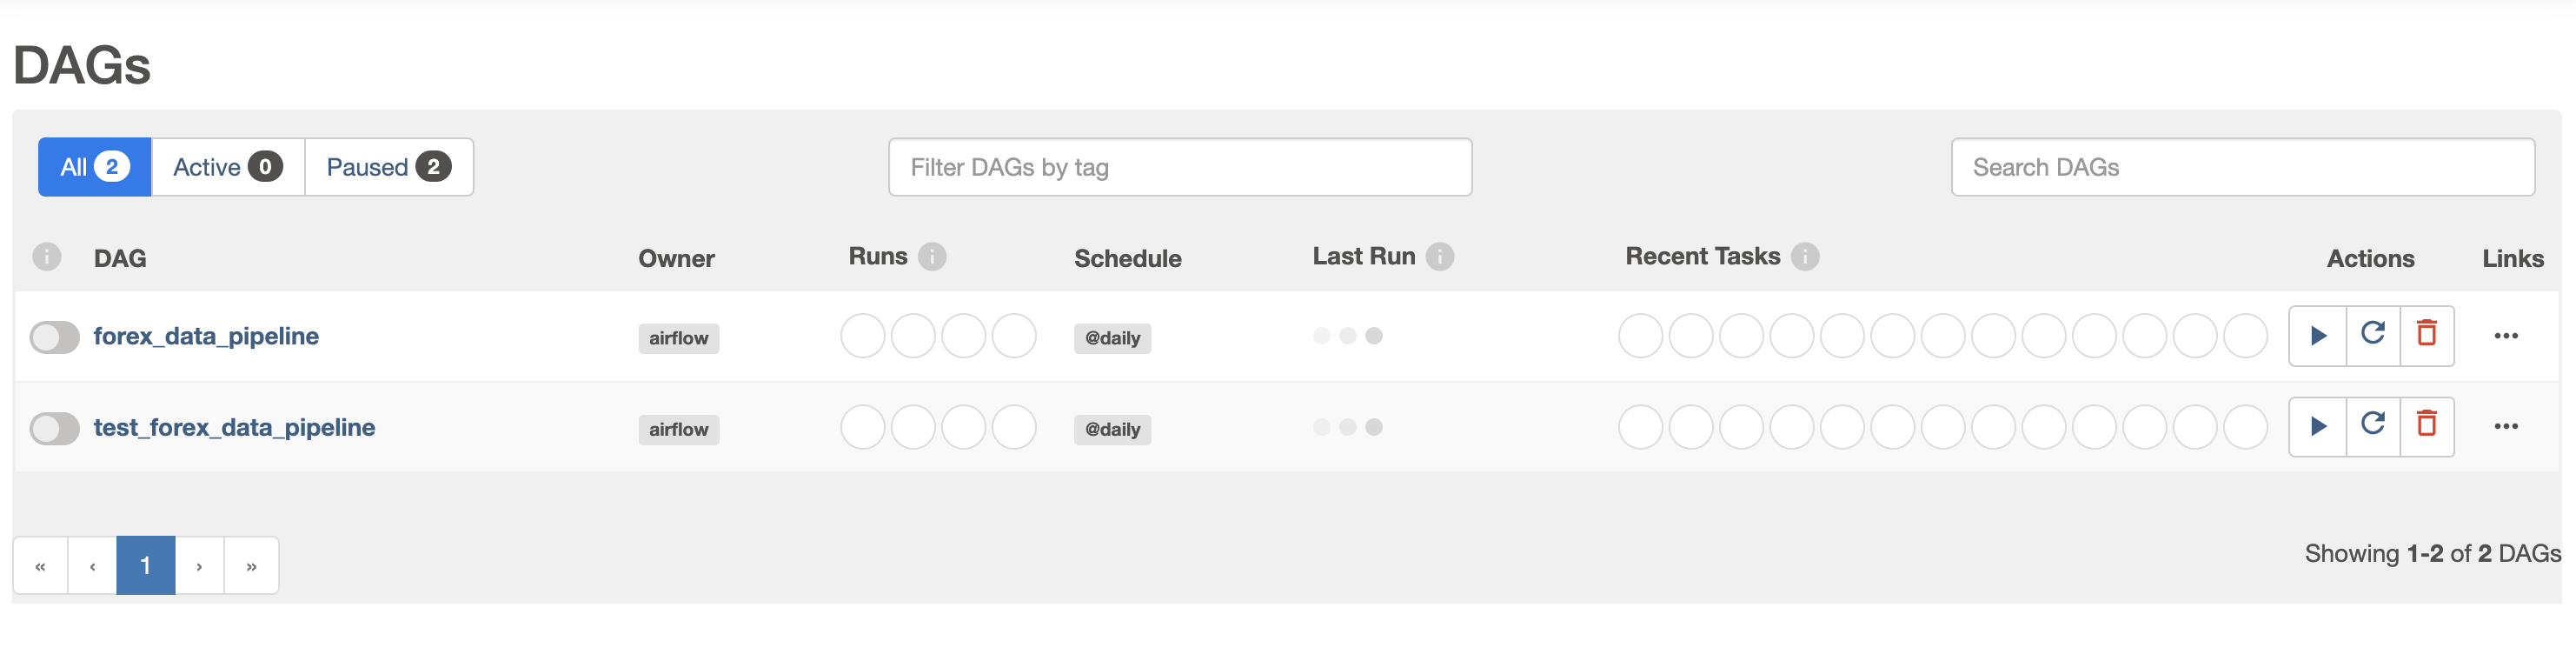 DAGs
All 2 Active 0 Paused 2 Filter DAGs by tag Search DAGs
i DAG Owner Runs i Schedule Last Run i Recent Tasks i Actions Links
forex_data_pipeline airflow @daily
test_forex_data_pipeline airflow @daily
« ‹ 1 › » Showing 1-2 of 2 DAGs